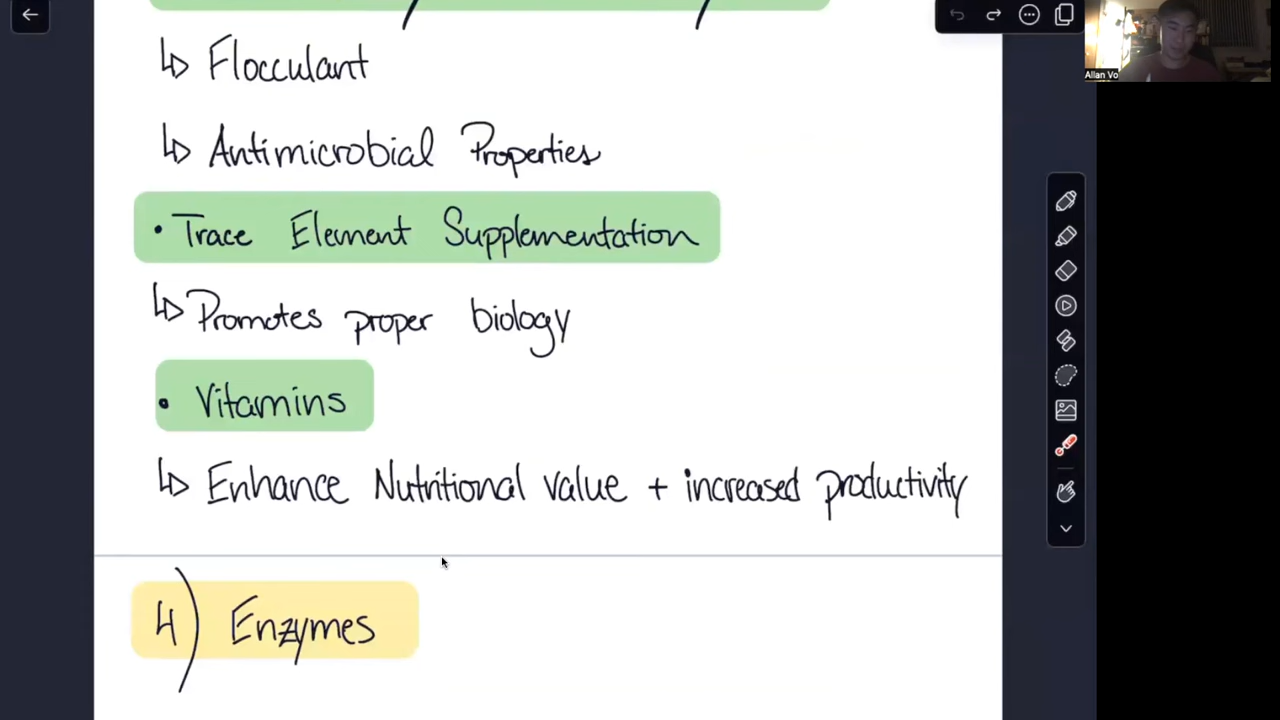 ↳ Flocculant
↳ Antimicrobial Properties
• Trace Element Supplementation
↳ Promotes proper biology
• Vitamins
↳ Enhance Nutritional value + increased productivity
4) Enzymes
Allan Vo